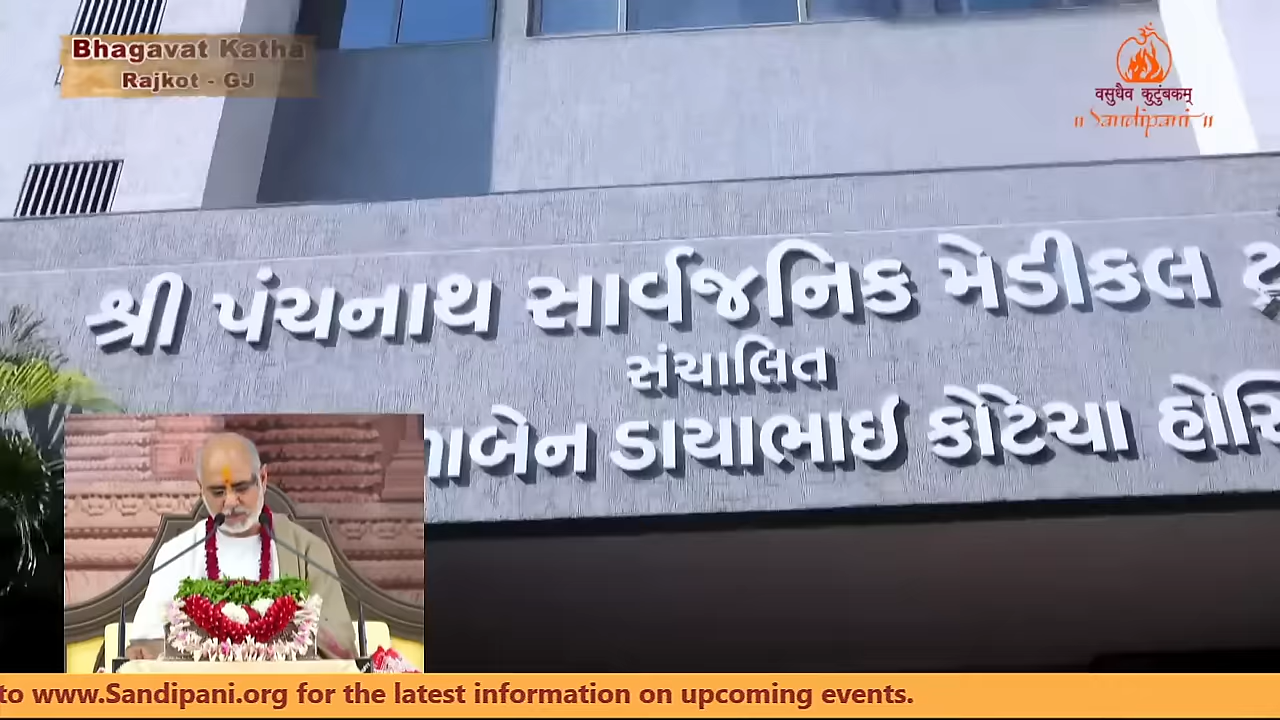 Bhagavat Katha
Rajkot - GJ
वसुधैव कुटुंबकम्
॥ Sandipani ॥
શ્રી પંચનાથ સાર્વજનિક મેડીકલ
સંચાલિત
ડાયાભાઈ કોટેચા
to www.Sandipani.org for the latest information on upcoming events.